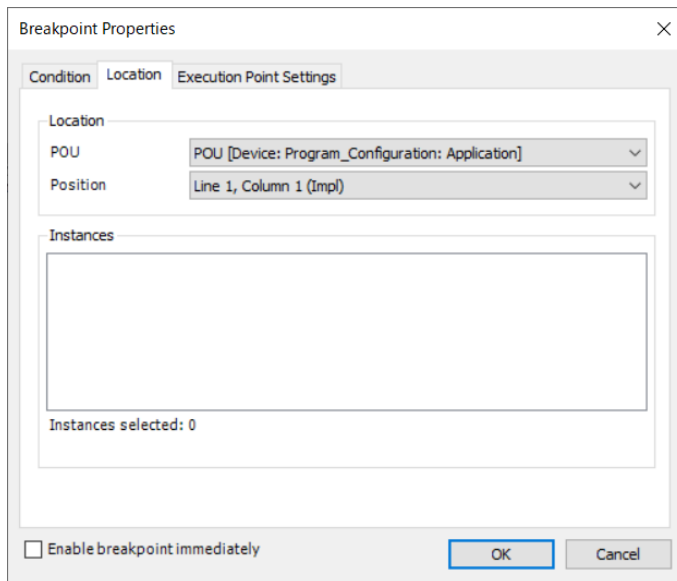 Breakpoint Properties
Condition Location Execution Point Settings
Location
POU POU [Device: Program_Configuration: Application]
Position Line 1, Column 1 (Impl)
Instances
Instances selected: 0
Enable breakpoint immediately OK Cancel